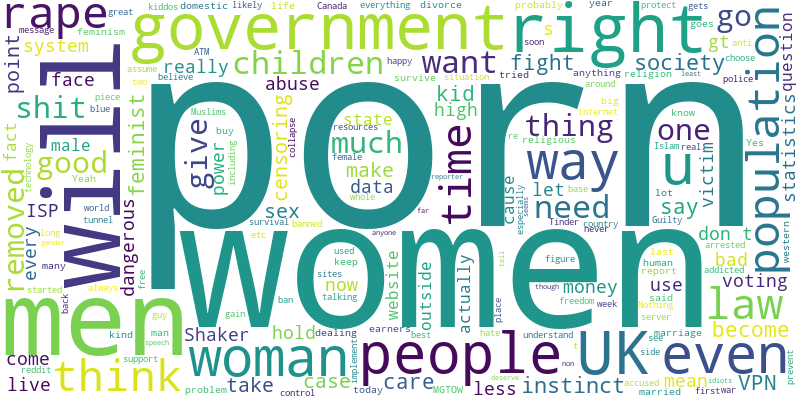 rape
government
right
porn
women
will
men
people
UK
even
law
woman
think
way
population
time
need
u
one
thing
much
give
go
want
children
fight
society
kid
high
really
kiddos
domestic
likely
life
Canada
everything
divorce
probably
s
year
gets
protect
question
great
message
feminism
soon
goes
choose
anti
police
least
gt
ATM
happy
survive
situation
tried
anything
around
religion
system
point
face
assume
two
believe
piece
blue
abuse
shit
male
good
fact
Yeah
technology
removed
feminist
power
buy
including
censoring
collapse
Muslims
resources
state
female
make
data
whole
reporter
re
religious
big
internet
know
Islam
real
Yes
statistics
lot
base
let
cause
especially
seems
victim
say
Tinder
country
never
Guilty
western
don t
arrested
addicted
ISP
every
dangerous
world
tunnel
long
gender
many
back
started
always
free
sex
survival
banned
etc
far
anyone
tell
used
keep
now
sites
talking
website
outside
actually
figure
though
money
freedom
week
place
last
human
report
use
said
Nothing
server
bad
voting
become
gain
ban
guy
man
kind
Shaker
hold
dealing
earners
best
hate
understand
t
marriage
see
side
mean
VPN
come
live
reddit
support
speech
problem
take
control
case
today
implement
care
MGTOW
less
deserve
non
instinct
married
accused
first
war
idiots
prevent